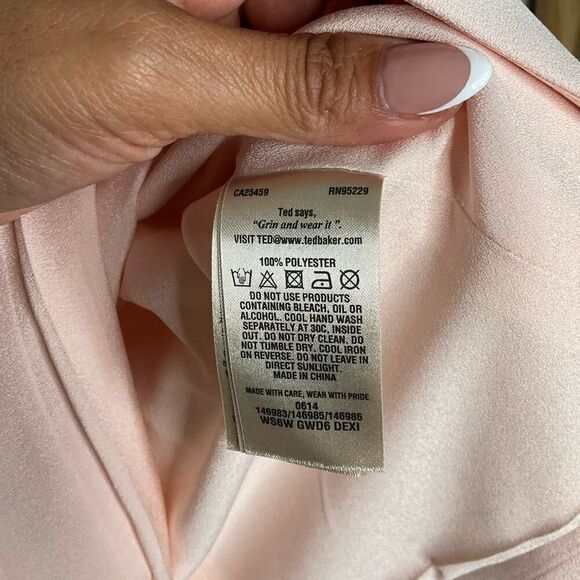 CA25459 RN95229
Ted says,
"Grin and wear it".
VISIT TED@www.tedbaker.com
100% POLYESTER
DO NOT USE PRODUCTS
CONTAINING BLEACH, OIL OR
ALCOHOL. COOL HAND WASH
SEPARATELY AT 30C, INSIDE
OUT. DO NOT DRY CLEAN. DO
NOT TUMBLE DRY. COOL IRON
ON REVERSE. DO NOT LEAVE IN
DIRECT SUNLIGHT.
MADE IN CHINA
MADE WITH CARE, WEAR WITH PRIDE
0614
146983/146985/146986
WS6W GWD6 DEXI